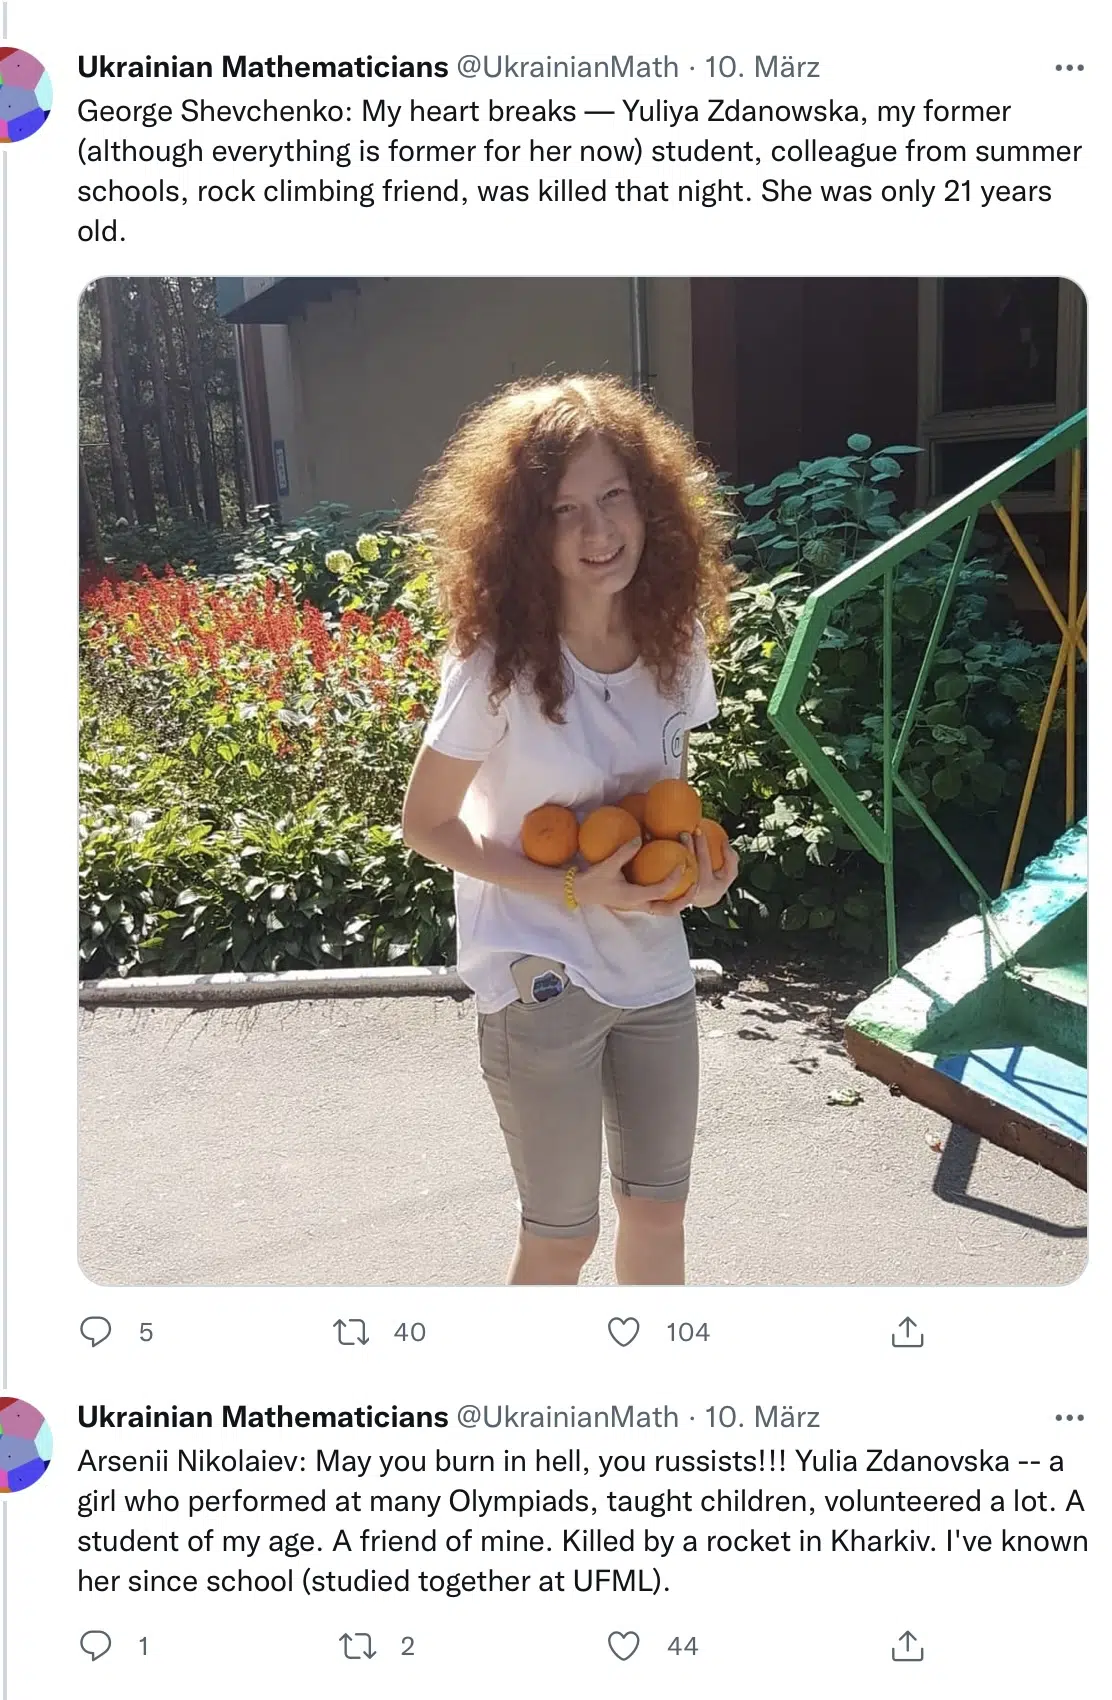 Ukrainian Mathematicians @UkrainianMath · 10. März
George Shevchenko: My heart breaks — Yuliya Zdanowska, my former
(although everything is former for her now) student, colleague from summer
schools, rock climbing friend, was killed that night. She was only 21 years
old.
5 40 104
Ukrainian Mathematicians @UkrainianMath · 10. März
Arsenii Nikolaiev: May you burn in hell, you russists!!! Yulia Zdanovska -- a
girl who performed at many Olympiads, taught children, volunteered a lot. A
student of my age. A friend of mine. Killed by a rocket in Kharkiv. I've known
her since school (studied together at UFML).
1 2 44